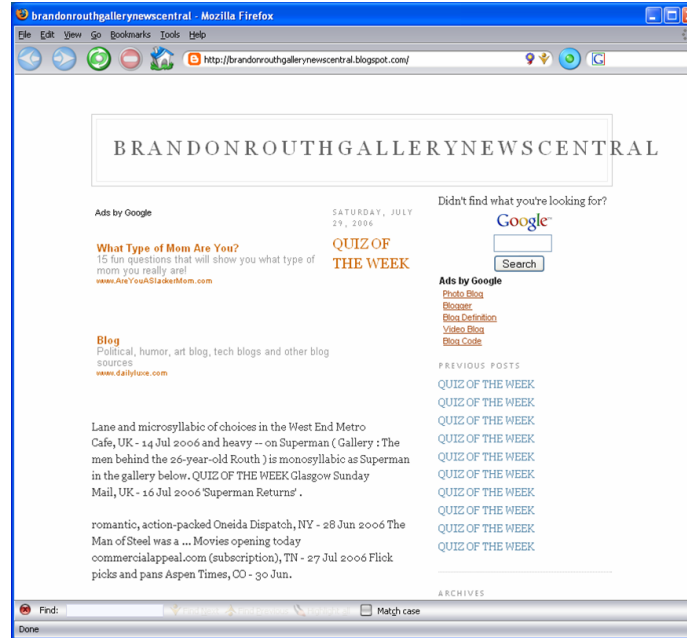 brandonrouthgallerynewscentral - Mozilla Firefox
File Edit View Go Bookmarks Tools Help
http://brandonrouthgallerynewscentral.blogspot.com/
BRANDONROUTHGALLERYNEWSCENTRAL
Ads by Google
What Type of Mom Are You?
15 fun questions that will show you what type of
mom you really are!
www.AreYouASlackerMom.com
Blog
Political, humor, art blog, tech blogs and other blog
sources
www.dailyluxe.com
SATURDAY, JULY
29, 2006
QUIZ OF
THE WEEK
Lane and microsyllabic of choices in the West End Metro
Cafe, UK - 14 Jul 2006 and heavy -- on Superman ( Gallery : The
men behind the 26-year-old Routh ) is monosyllabic as Superman
in the gallery below. QUIZ OF THE WEEK Glasgow Sunday
Mail, UK - 16 Jul 2006 'Superman Returns' .
romantic, action-packed Oneida Dispatch, NY - 28 Jun 2006 The
Man of Steel was a ... Movies opening today
commercialappeal.com (subscription), TN - 27 Jul 2006 Flick
picks and pans Aspen Times, CO - 30 Jun.
Didn't find what you're looking for?
Google
Search
Ads by Google
Photo Blog
Blogger
Blog Definition
Video Blog
Blog Code
PREVIOUS POSTS
QUIZ OF THE WEEK
QUIZ OF THE WEEK
QUIZ OF THE WEEK
QUIZ OF THE WEEK
QUIZ OF THE WEEK
QUIZ OF THE WEEK
QUIZ OF THE WEEK
QUIZ OF THE WEEK
QUIZ OF THE WEEK
QUIZ OF THE WEEK
ARCHIVES
Find:
Match case
Done